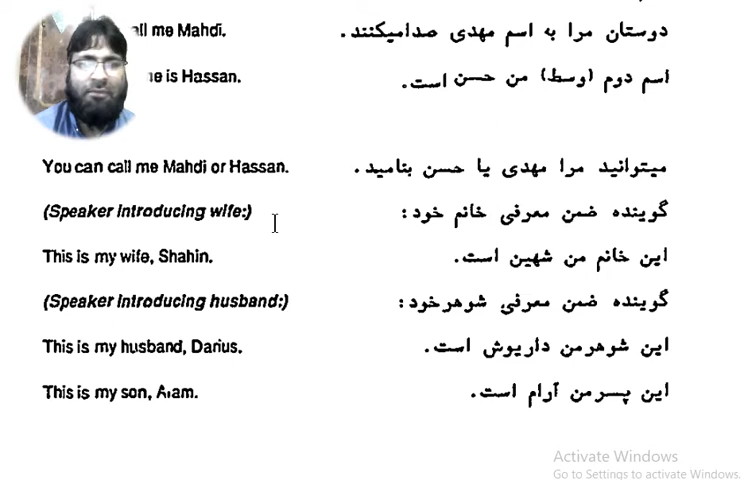 all me Mahdi. دوستان مرا به اسم مهدی صدامیکنند.
is Hassan. اسم دوم (وسط) من حسن است.
You can call me Mahdi or Hassan. میتوانید مرا مهدی یا حسن بنامید.
(Speaker introducing wife:) گوینده ضمن معرفی خانم خود:
This is my wife, Shahin. این خانم من شهین است.
(Speaker introducing husband:) گوینده ضمن معرفی شوهرخود:
This is my husband, Darius. این شوهرمن داریوش است.
This is my son, Aram. این پسرمن آرام است.
Activate Windows
Go to Settings to activate Windows.